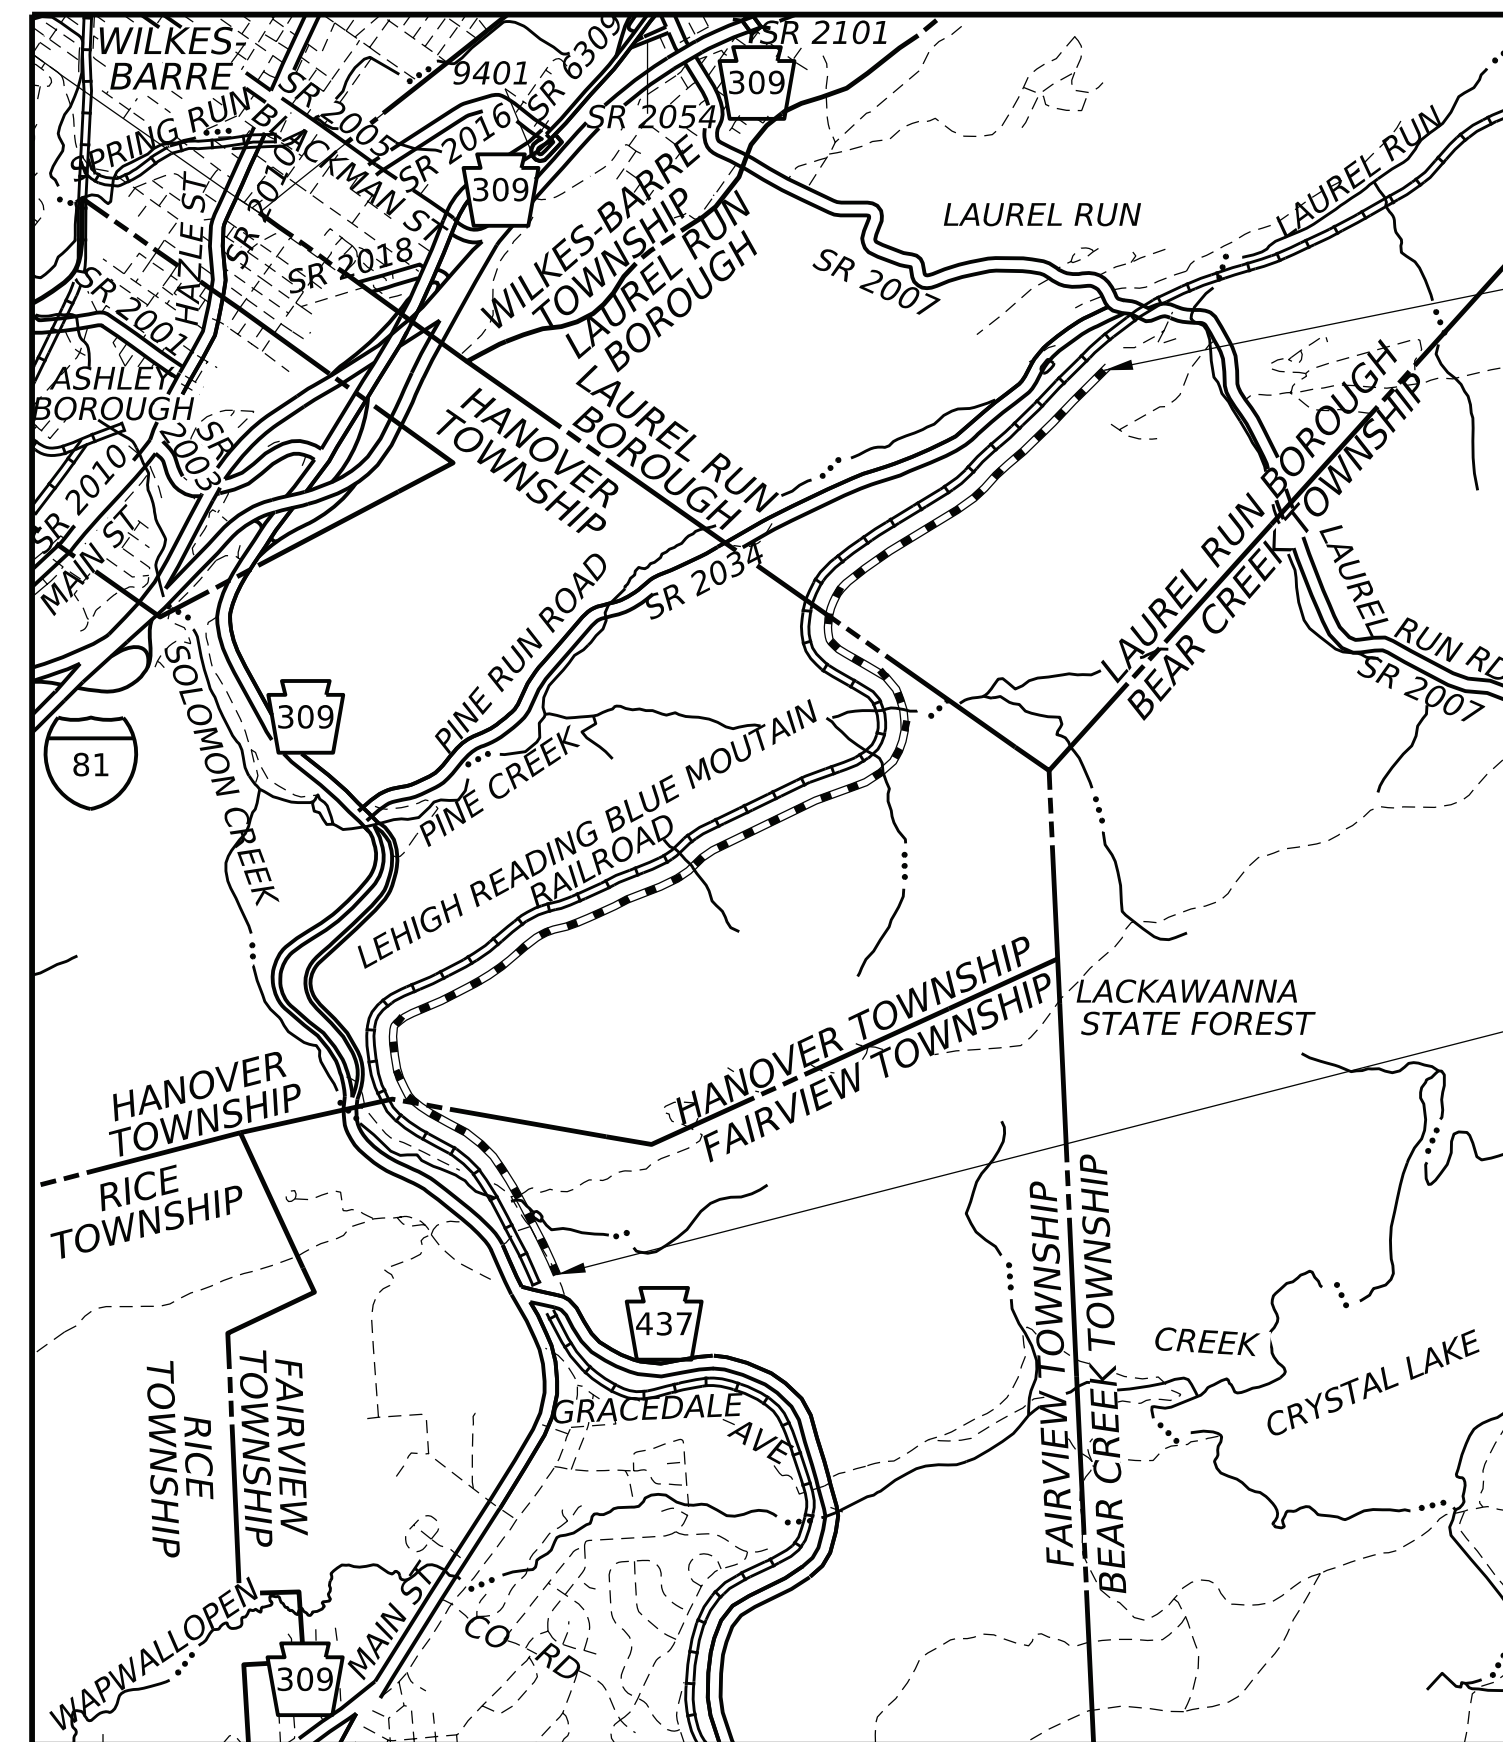 WILKES-
BARRE
SPRING RUN
SR 2005
9401
SR 6309
SR 2101
309
SR 2054
SR 2016
BLACKMAN ST
309
HAZLE ST
SR 2010
SR 2018
WILKES-BARRE
TOWNSHIP
LAUREL RUN
BOROUGH
LAUREL RUN
LAUREL RUN
SR 2007
SR 2001
ASHLEY
BOROUGH
SR
2003
HANOVER
TOWNSHIP
LAUREL RUN
BOROUGH
SR 2010
MAIN ST
LAUREL RUN BOROUGH
BEAR CREEK TOWNSHIP
LAUREL RUN RD
SR 2007
PINE RUN ROAD
SR 2034
SOLOMON CREEK
309
81
PINE CREEK
LEHIGH READING BLUE MOUTAIN
RAILROAD
HANOVER TOWNSHIP
FAIRVIEW TOWNSHIP
LACKAWANNA
STATE FOREST
HANOVER
TOWNSHIP
RICE
TOWNSHIP
437
FAIRVIEW TOWNSHIP
BEAR CREEK TOWNSHIP
CREEK
CRYSTAL LAKE
RICE
TOWNSHIP
FAIRVIEW
TOWNSHIP
GRACEDALE
AVE
WAPWALLOPEN
309
MAIN ST
CO RD